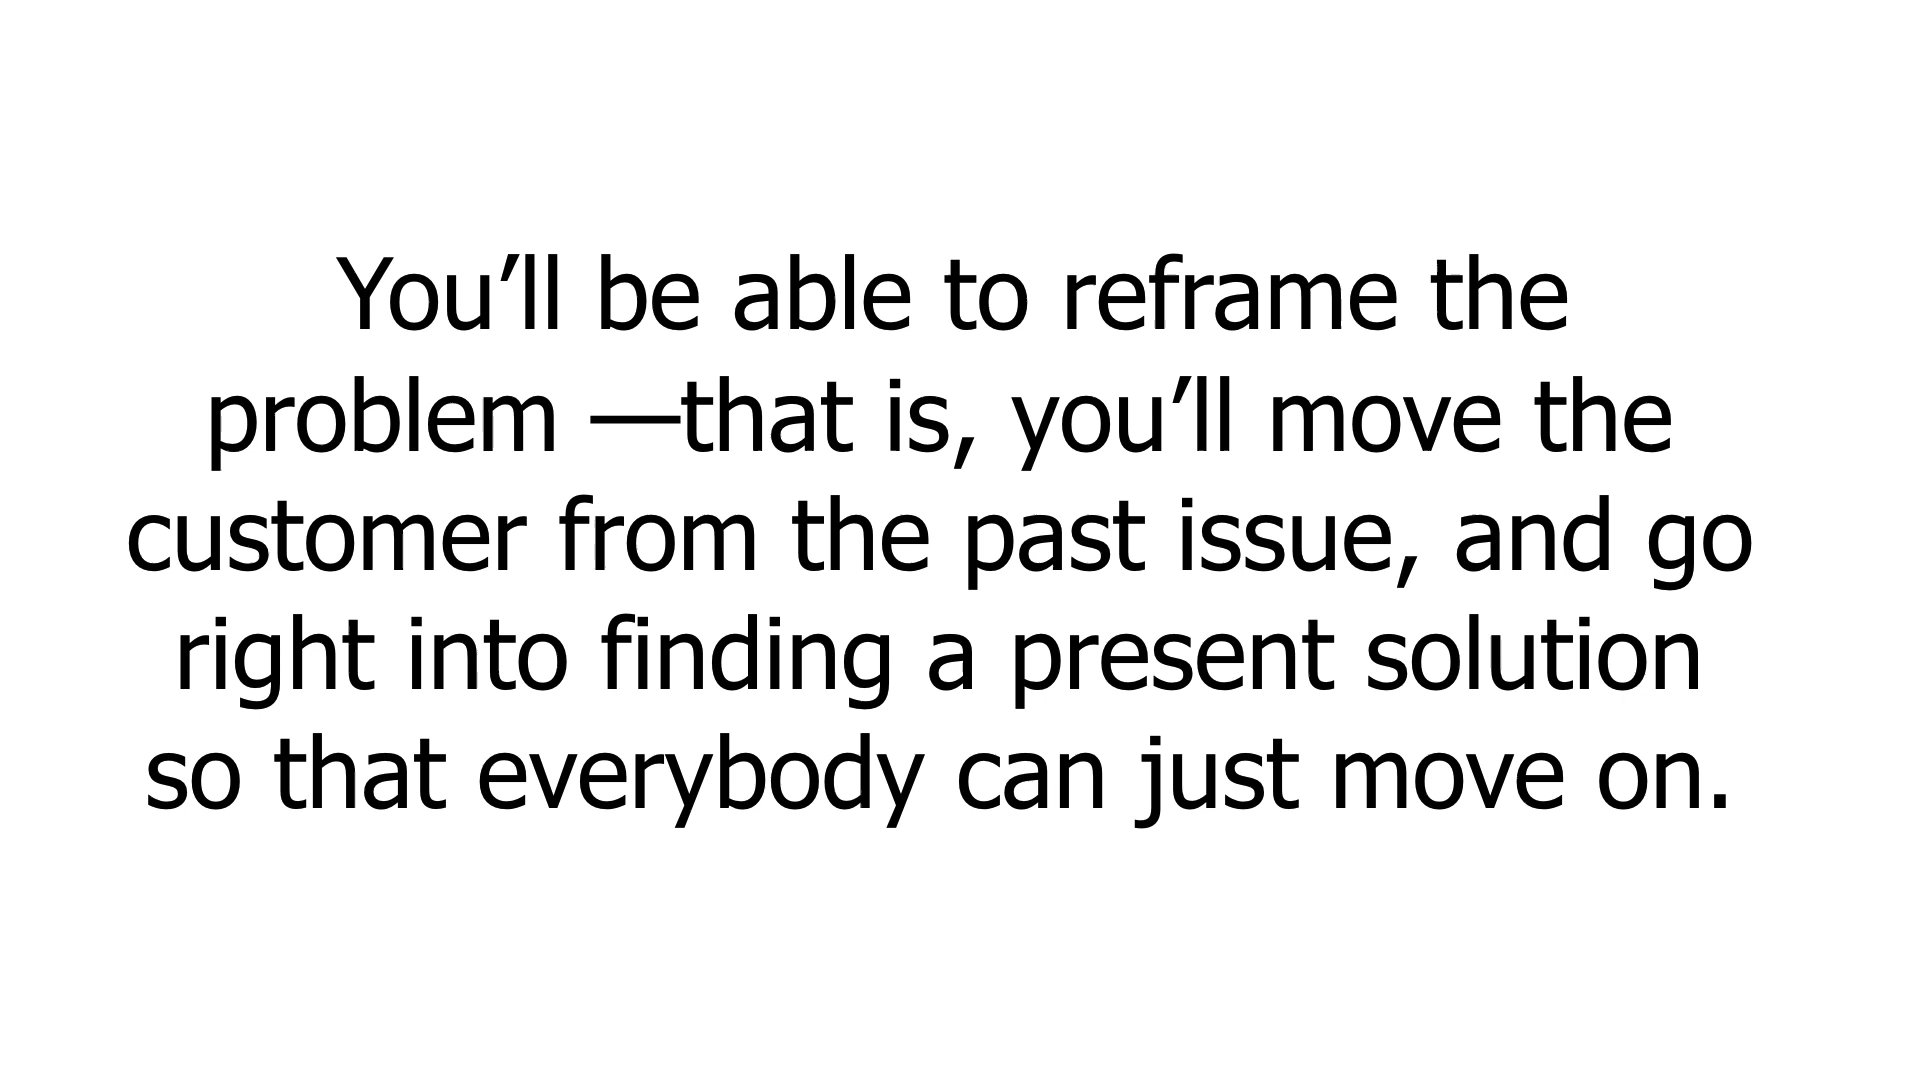 You’ll be able to reframe the
problem —that is, you’ll move the
customer from the past issue, and go
right into finding a present solution
so that everybody can just move on.